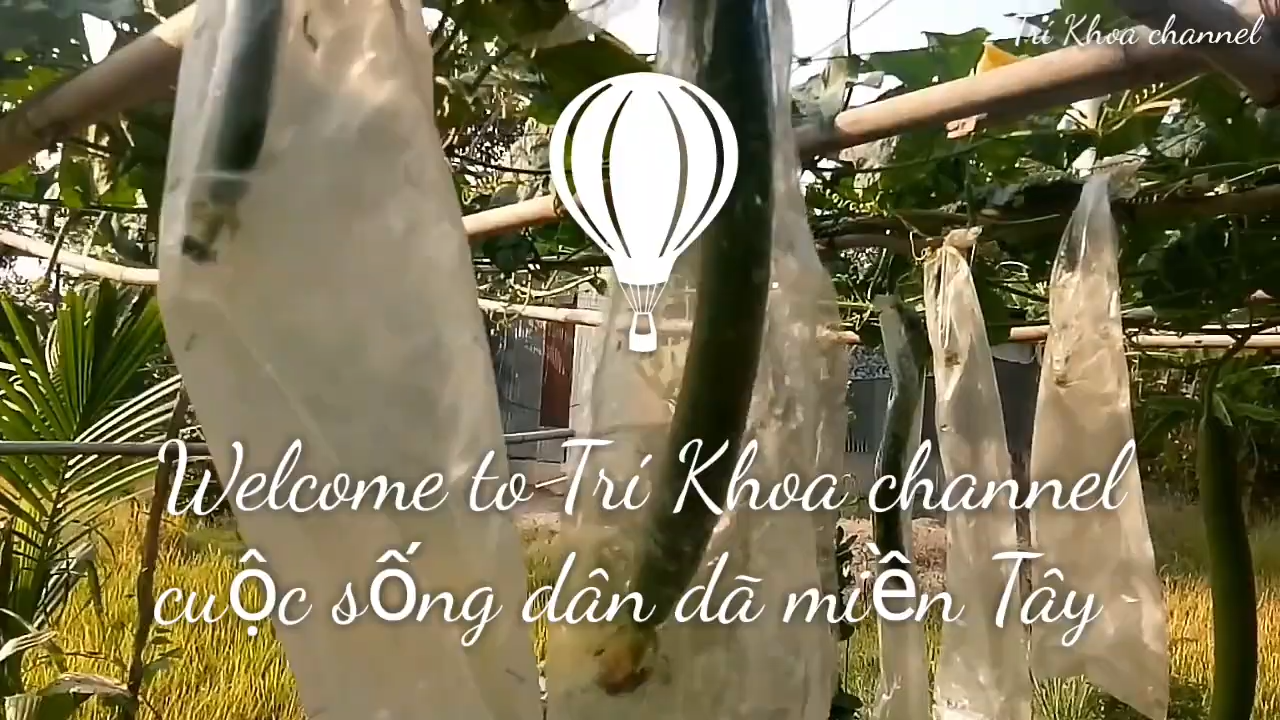 Trí Khoa channel
Welcome to Trí Khoa channel
cuộc sống dân dã miền Tây